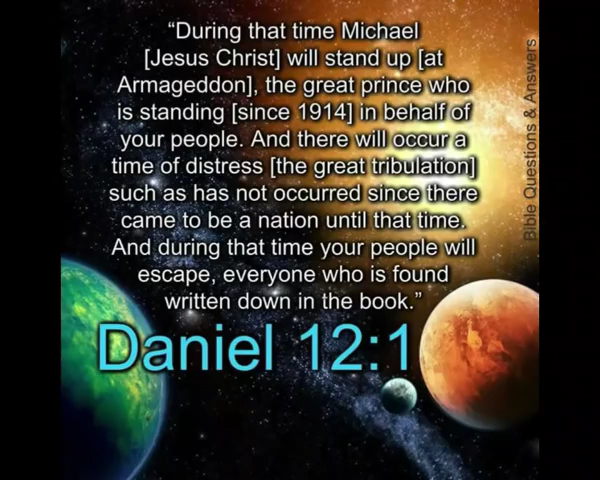 “During that time Michael
[Jesus Christ] will stand up [at
Armageddon], the great prince who
is standing [since 1914] in behalf of
your people. And there will occur a
time of distress [the great tribulation]
such as has not occurred since there
came to be a nation until that time.
And during that time your people will
escape, everyone who is found
written down in the book.”
Daniel 12:1
Bible Questions & Answers